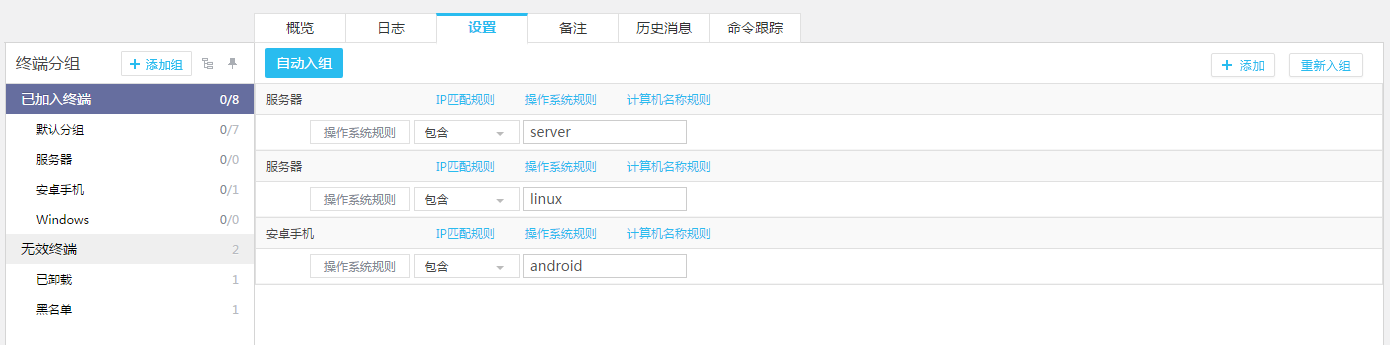 概览 日志 设置 备注 历史消息 命令跟踪
终端分组 + 添加组
自动入组 + 添加 重新入组
已加入终端 0/8
默认分组 0/7
服务器 0/0
安卓手机 0/1
Windows 0/0
无效终端 2
已卸载 1
黑名单 1
服务器 IP匹配规则 操作系统规则 计算机名称规则
操作系统规则 包含 server
服务器 IP匹配规则 操作系统规则 计算机名称规则
操作系统规则 包含 linux
安卓手机 IP匹配规则 操作系统规则 计算机名称规则
操作系统规则 包含 android